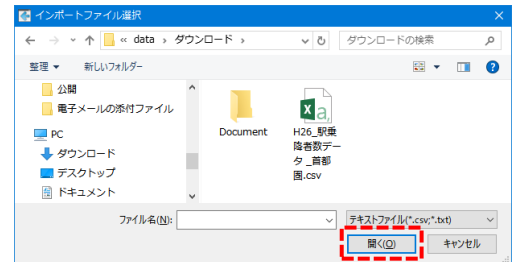 インポートファイル選択
« data › ダウンロード ›
ダウンロードの検索
整理 ▼ 新しいフォルダー
公開
電子メールの添付ファイル
PC
ダウンロード
デスクトップ
ドキュメント
Document
H26_駅乗
降者数デー
タ _首都
圏.csv
ファイル名(N):
テキストファイル(*.csv;*.txt)
開く(O)
キャンセル